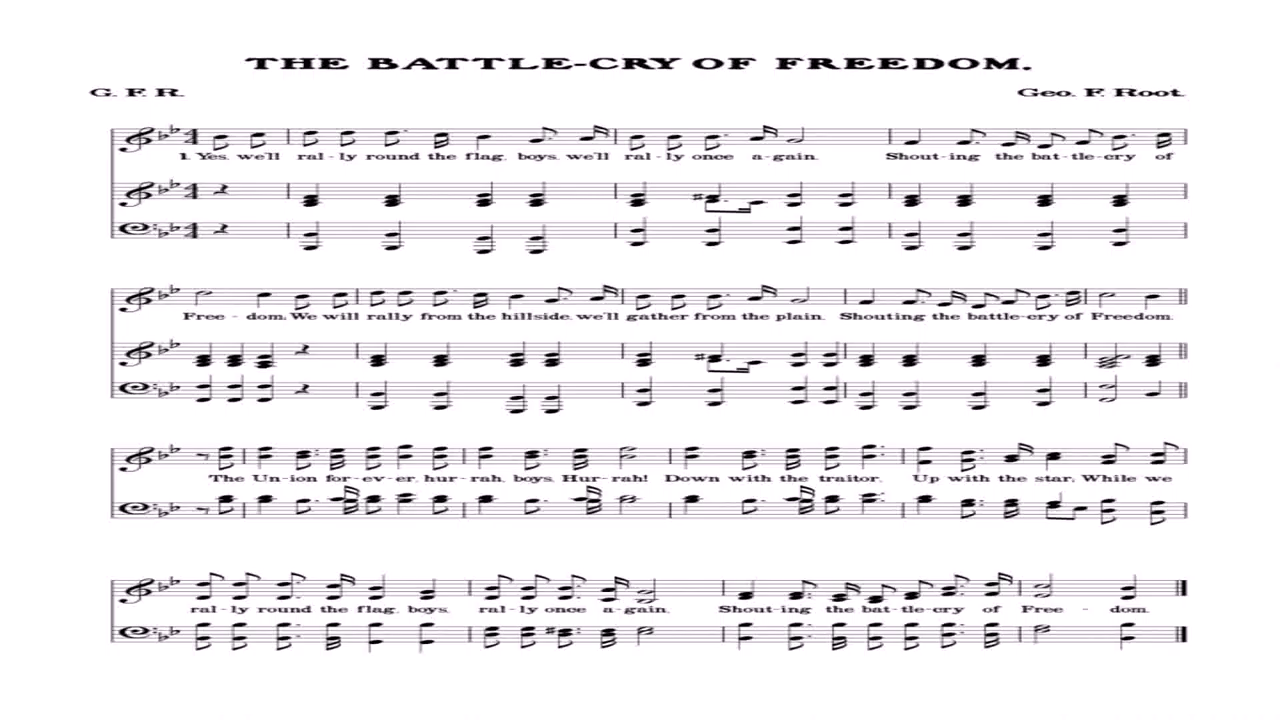 THE BATTLE-CRY OF FREEDOM.
G. F. R. Geo. F. Root.
1. Yes, we'll ral-ly round the flag, boys, we'll ral-ly once a-gain. Shout-ing the bat-tle-cry of
Free-dom, We will rally from the hillside, we'll gather from the plain. Shouting the battle-cry of Freedom.
The Un-ion for-ev-er, hur-rah, boys, Hur-rah! Down with the traitor, Up with the star, While we
ral-ly round the flag, boys, ral-ly once a-gain, Shout-ing the bat-tle-cry of Free-dom.